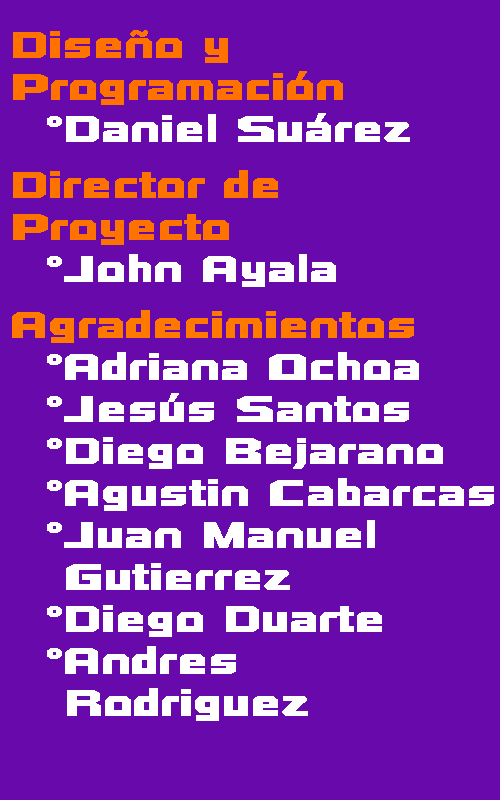 Diseño y
Programación
°Daniel Suárez
Director de
Proyecto
°John Ayala
Agradecimientos
°Adriana Ochoa
°Jesús Santos
°Diego Bejarano
°Agustin Cabarcas
°Juan Manuel
Gutierrez
°Diego Duarte
°Andres
Rodriguez